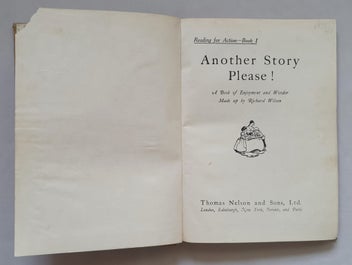 Reading for Action—Book I
Another Story
Please!
A Book of Enjoyment and Wonder
Made up by Richard Wilson
Thomas Nelson and Sons, Ltd.
London, Edinburgh, New York, Toronto, and Paris